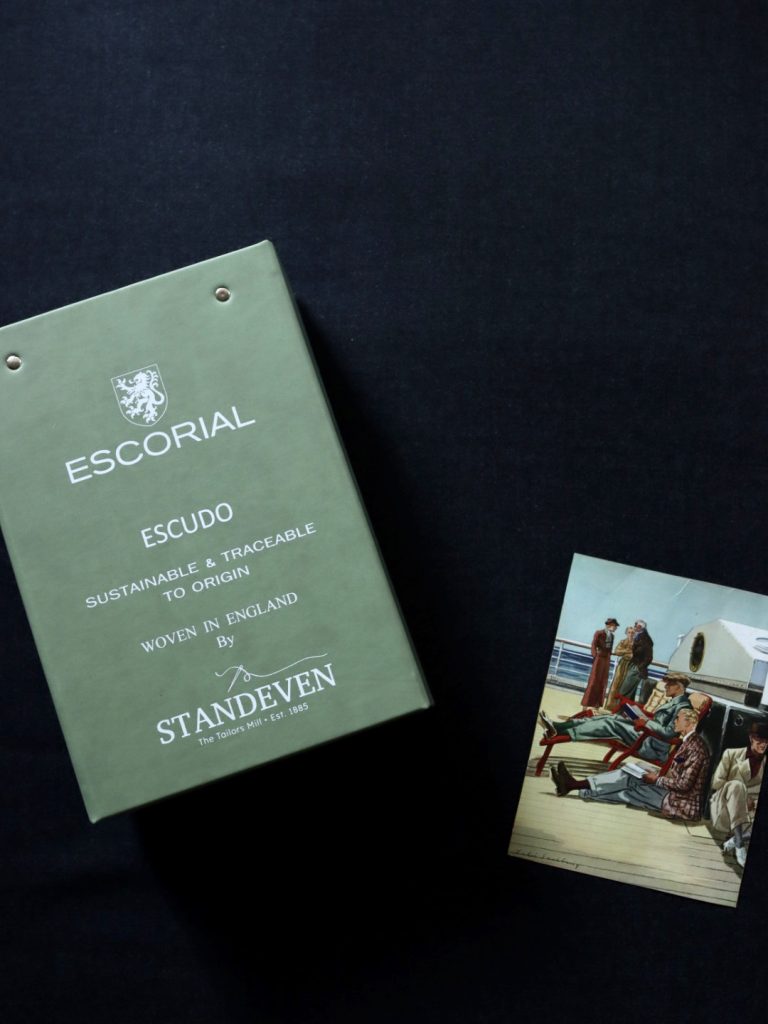 ESCORIAL
ESCUDO
SUSTAINABLE & TRACEABLE
TO ORIGIN
WOVEN IN ENGLAND
By
STANDEVEN
The Tailors Mill • Est. 1885